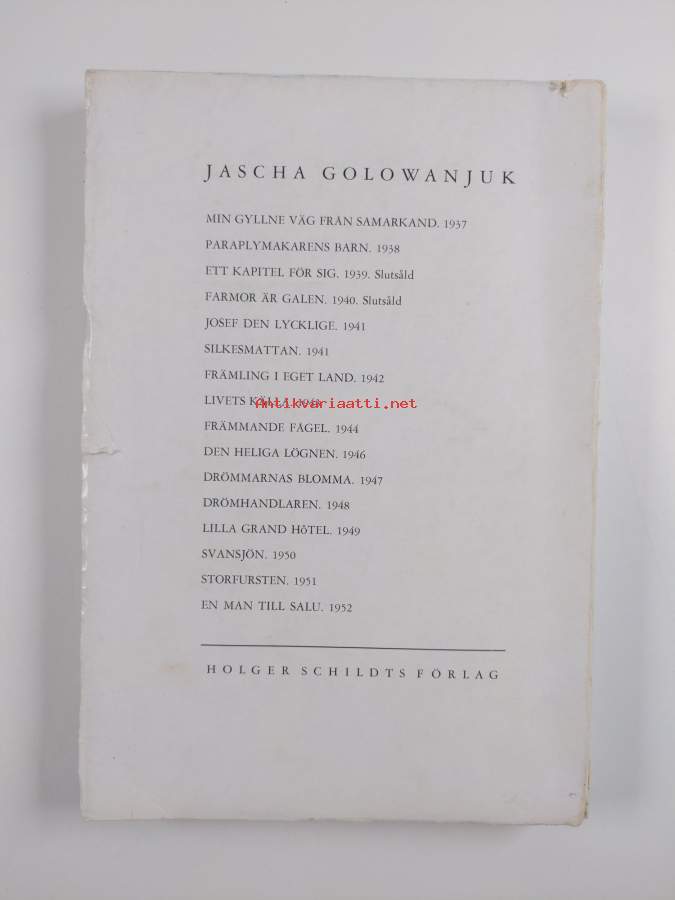 JASCHA GOLOWANJUK
MIN GYLLNE VÄG FRÅN SAMARKAND. 1937
PARAPLYMAKARENS BARN. 1938
ETT KAPITEL FÖR SIG. 1939. Slutsåld
FARMOR ÄR GALEN. 1940. Slutsåld
JOSEF DEN LYCKLIGE. 1941
SILKESMATTAN. 1941
FRÄMLING I EGET LAND. 1942
LIVETS
Antikvariaatti.net
FRÄMMANDE FÅGEL. 1944
DEN HELIGA LÖGNEN. 1946
DRÖMMARNAS BLOMMA. 1947
DRÖMHANDLAREN. 1948
LILLA GRAND HôTEL. 1949
SVANSJÖN. 1950
STORFURSTEN. 1951
EN MAN TILL SALU. 1952
HOLGER SCHILDTS FÖRLAG